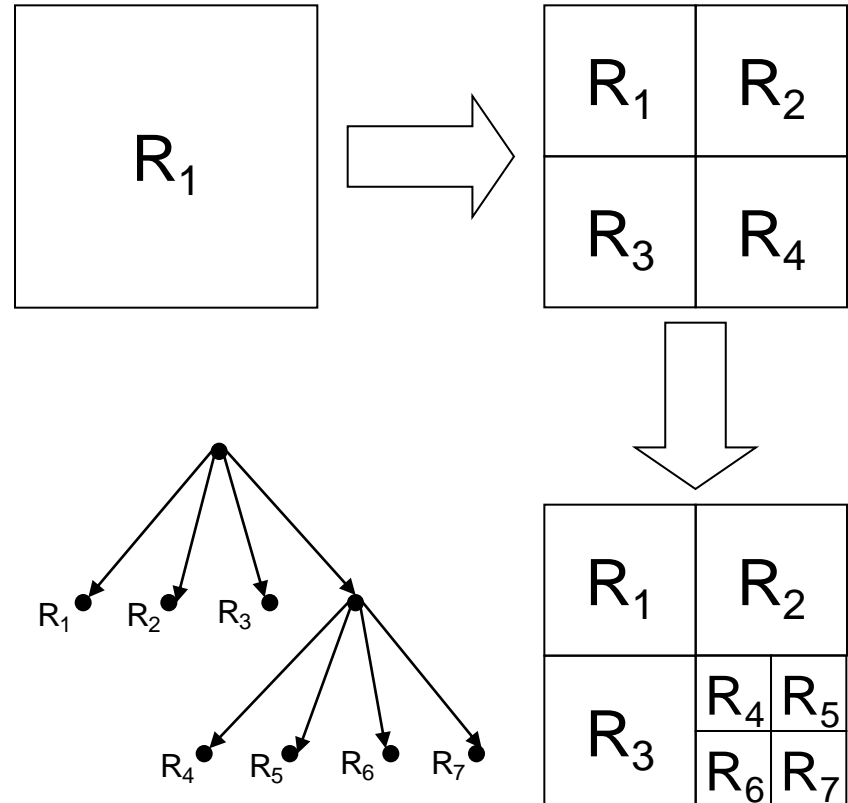 R₁
R₁ R₂
R₃ R₄
R₁ R₂ R₃
R₄ R₅ R₆ R₇
R₁ R₂
R₃
R₄ R₅
R₆ R₇